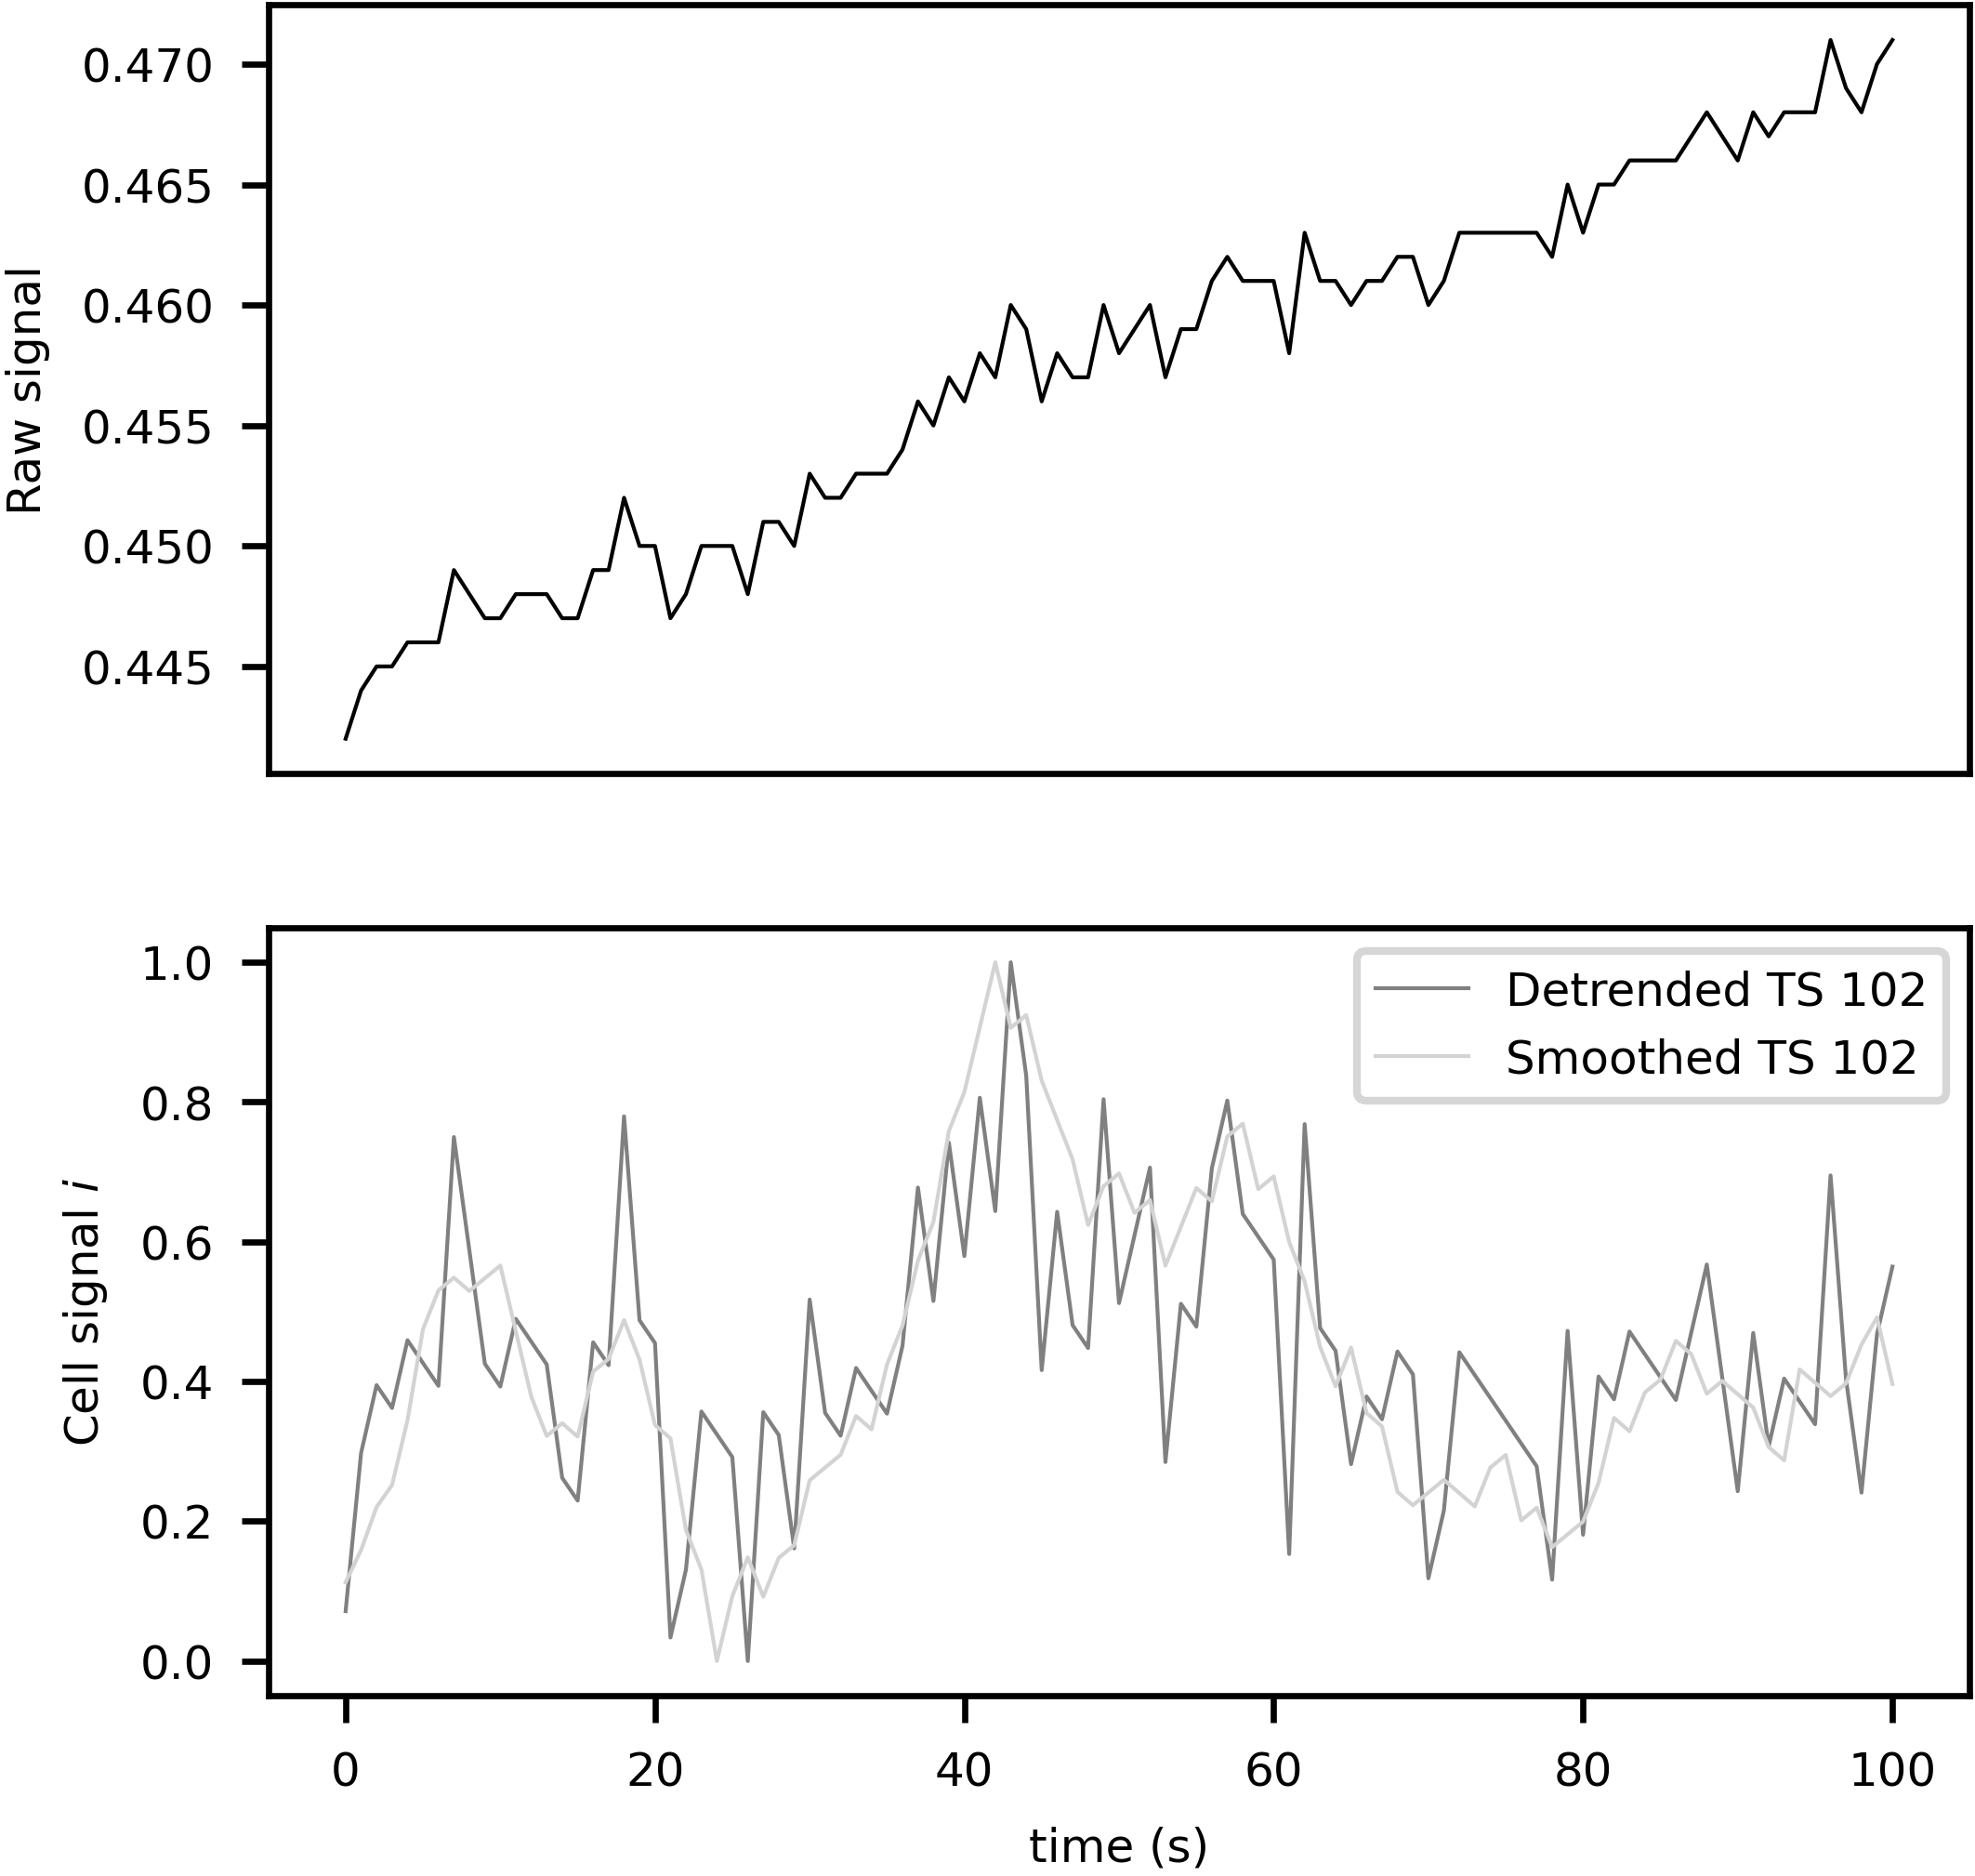 0.470
0.465
0.460
0.455
0.450
0.445
Raw signal
1.0
0.8
0.6
0.4
0.2
0.0
Cell signal i
Detrended TS 102
Smoothed TS 102
0 20 40 60 80 100
time (s)